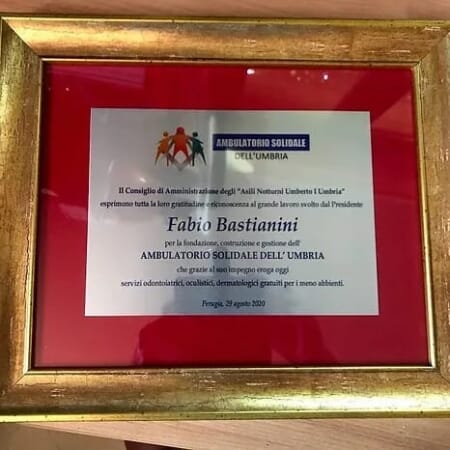 AMBULATORIO SOLIDALE
DELL'UMBRIA
Il Consiglio di Amministrazione degli "Asili Notturni Umberto I Umbria"
esprimono tutta la loro gratitudine e riconoscenza al grande lavoro svolto dal Presidente
Fabio Bastianini
per la fondazione, costruzione e gestione dell'
AMBULATORIO SOLIDALE DELL' UMBRIA
che grazie al suo impegno eroga oggi
servizi odontoiatrici, oculistici, dermatologici gratuiti per i meno abbienti.
Perugia, 29 agosto 2020